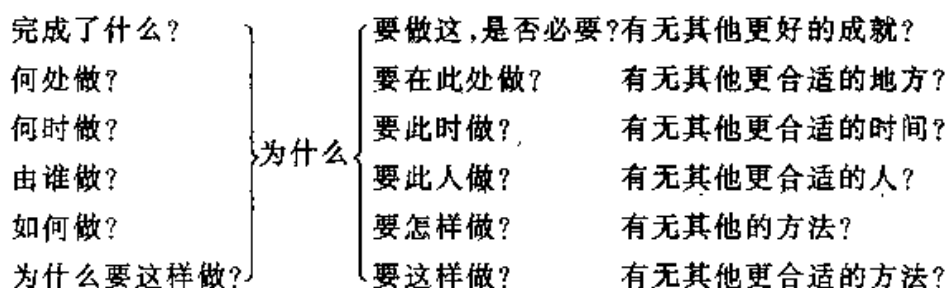 完成了什么? 要做这,是否必要?有无其他更好的成就?
何处做? 要在此处做? 有无其他更合适的地方?
何时做? 要此时做? 有无其他更合适的时间?
为什么
由谁做? 要此人做? 有无其他更合适的人?
如何做? 要怎样做? 有无其他的方法?
为什么要这样做? 要这样做? 有无其他更合适的方法?